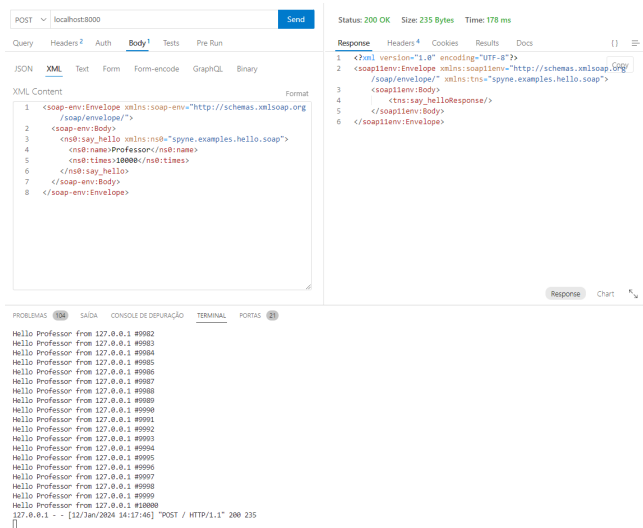 POST localhost:8000 Send
Query Headers 2 Auth Body 1 Tests Pre Run
JSON XML Text Form Form-encode GraphQL Binary
XML Content Format
1 <soap-env:Envelope xmlns:soap-env="http://schemas.xmlsoap.org
/soap/envelope/">
2 <soap-env:Body>
3 <ns0:say_hello xmlns:ns0="spyne.examples.hello.soap">
4 <ns0:name>Professor</ns0:name>
5 <ns0:times>10000</ns0:times>
6 </ns0:say_hello>
7 </soap-env:Body>
8 </soap-env:Envelope>
Status: 200 OK Size: 235 Bytes Time: 178 ms
Response Headers 4 Cookies Results Docs {}
Copy
1 <?xml version="1.0" encoding="UTF-8"?>
2 <soap11env:Envelope xmlns:soap11env="http://schemas.xmlsoap.org
/soap/envelope/" xmlns:tns="spyne.examples.hello.soap">
3 <soap11env:Body>
4 <tns:say_helloResponse/>
5 </soap11env:Body>
6 </soap11env:Envelope>
Response Chart
PROBLEMAS 104 SAÍDA CONSOLE DE DEPURAÇÃO TERMINAL PORTAS 21
Hello Professor from 127.0.0.1 #9982
Hello Professor from 127.0.0.1 #9983
Hello Professor from 127.0.0.1 #9984
Hello Professor from 127.0.0.1 #9985
Hello Professor from 127.0.0.1 #9986
Hello Professor from 127.0.0.1 #9987
Hello Professor from 127.0.0.1 #9988
Hello Professor from 127.0.0.1 #9989
Hello Professor from 127.0.0.1 #9990
Hello Professor from 127.0.0.1 #9991
Hello Professor from 127.0.0.1 #9992
Hello Professor from 127.0.0.1 #9993
Hello Professor from 127.0.0.1 #9994
Hello Professor from 127.0.0.1 #9995
Hello Professor from 127.0.0.1 #9996
Hello Professor from 127.0.0.1 #9997
Hello Professor from 127.0.0.1 #9998
Hello Professor from 127.0.0.1 #9999
Hello Professor from 127.0.0.1 #10000
127.0.0.1 - - [12/Jan/2024 14:17:46] "POST / HTTP/1.1" 200 235